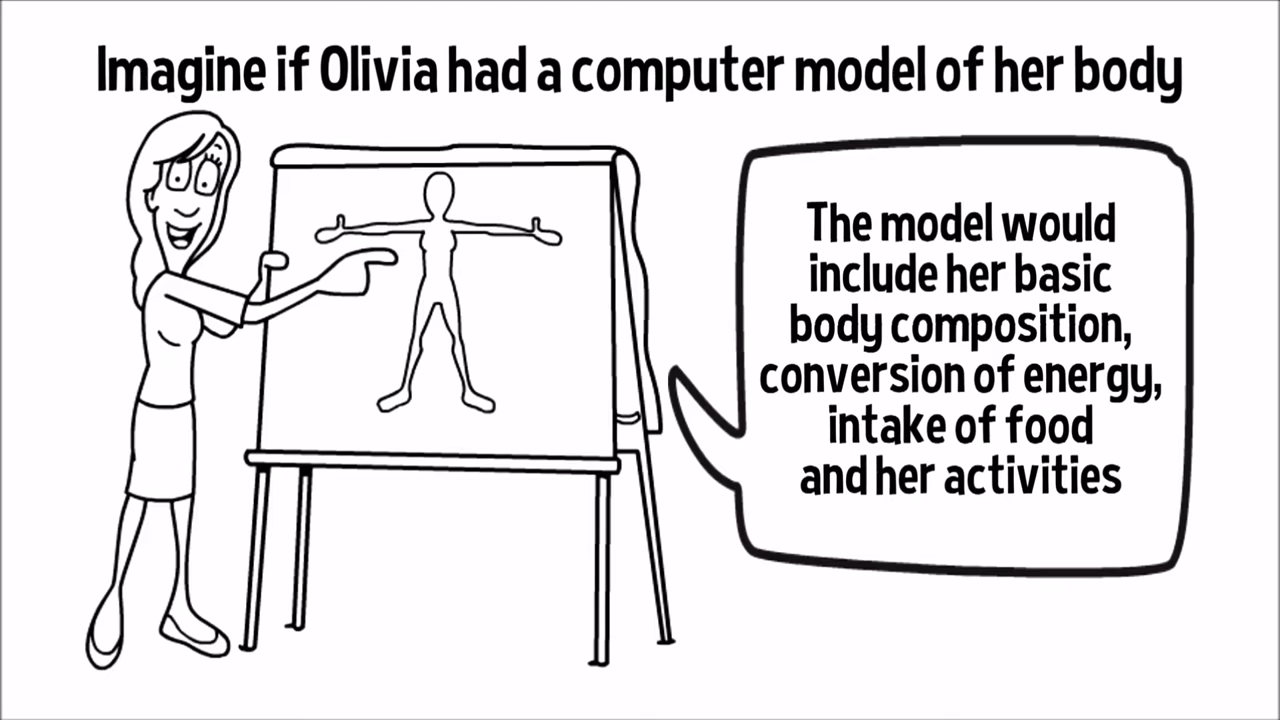 Imagine if Olivia had a computer model of her body
The model would
include her basic
body composition,
conversion of energy,
intake of food
and her activities